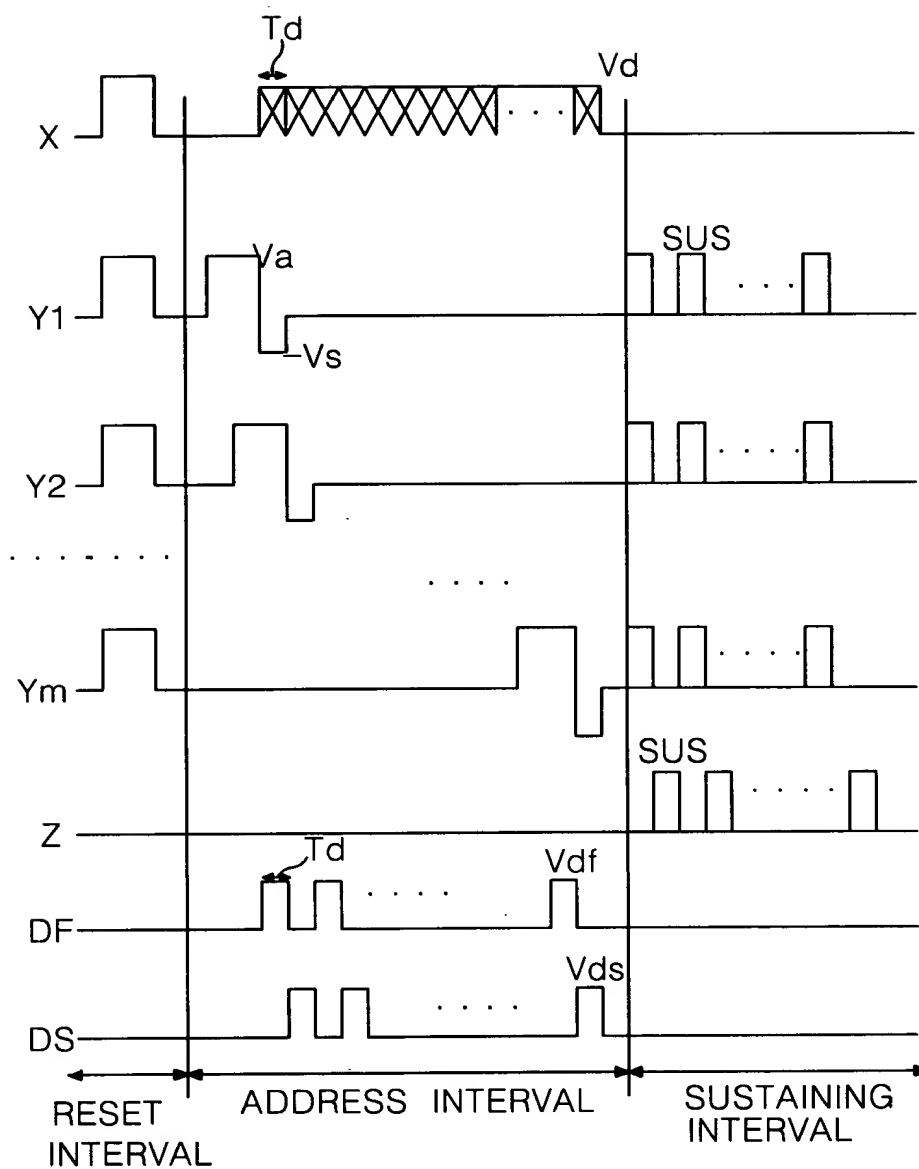 Td
Vd
X
Va
SUS
Y1
–Vs
Y2
. . . . . . .
. . . .
Ym
SUS
Z
Td
Vdf
DF
Vds
DS
RESET INTERVAL
ADDRESS INTERVAL
SUSTAINING INTERVAL